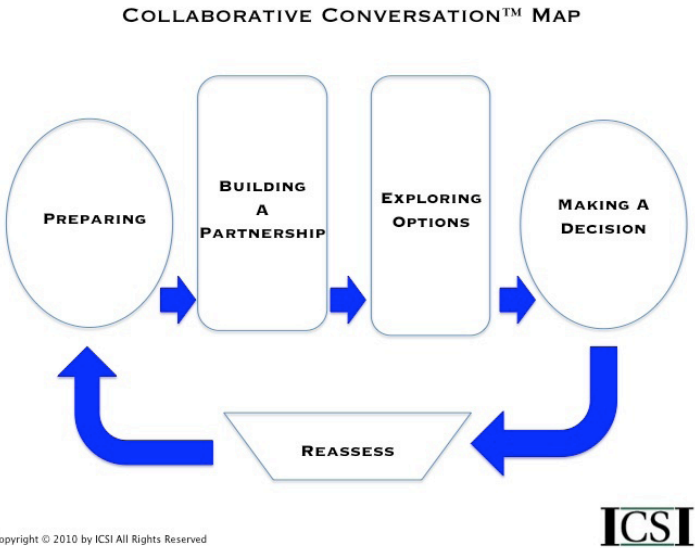 COLLABORATIVE CONVERSATION™ MAP
PREPARING
BUILDING
A
PARTNERSHIP
EXPLORING
OPTIONS
MAKING A
DECISION
REASSESS
opyright © 2010 by ICSI All Rights Reserved
ICSI